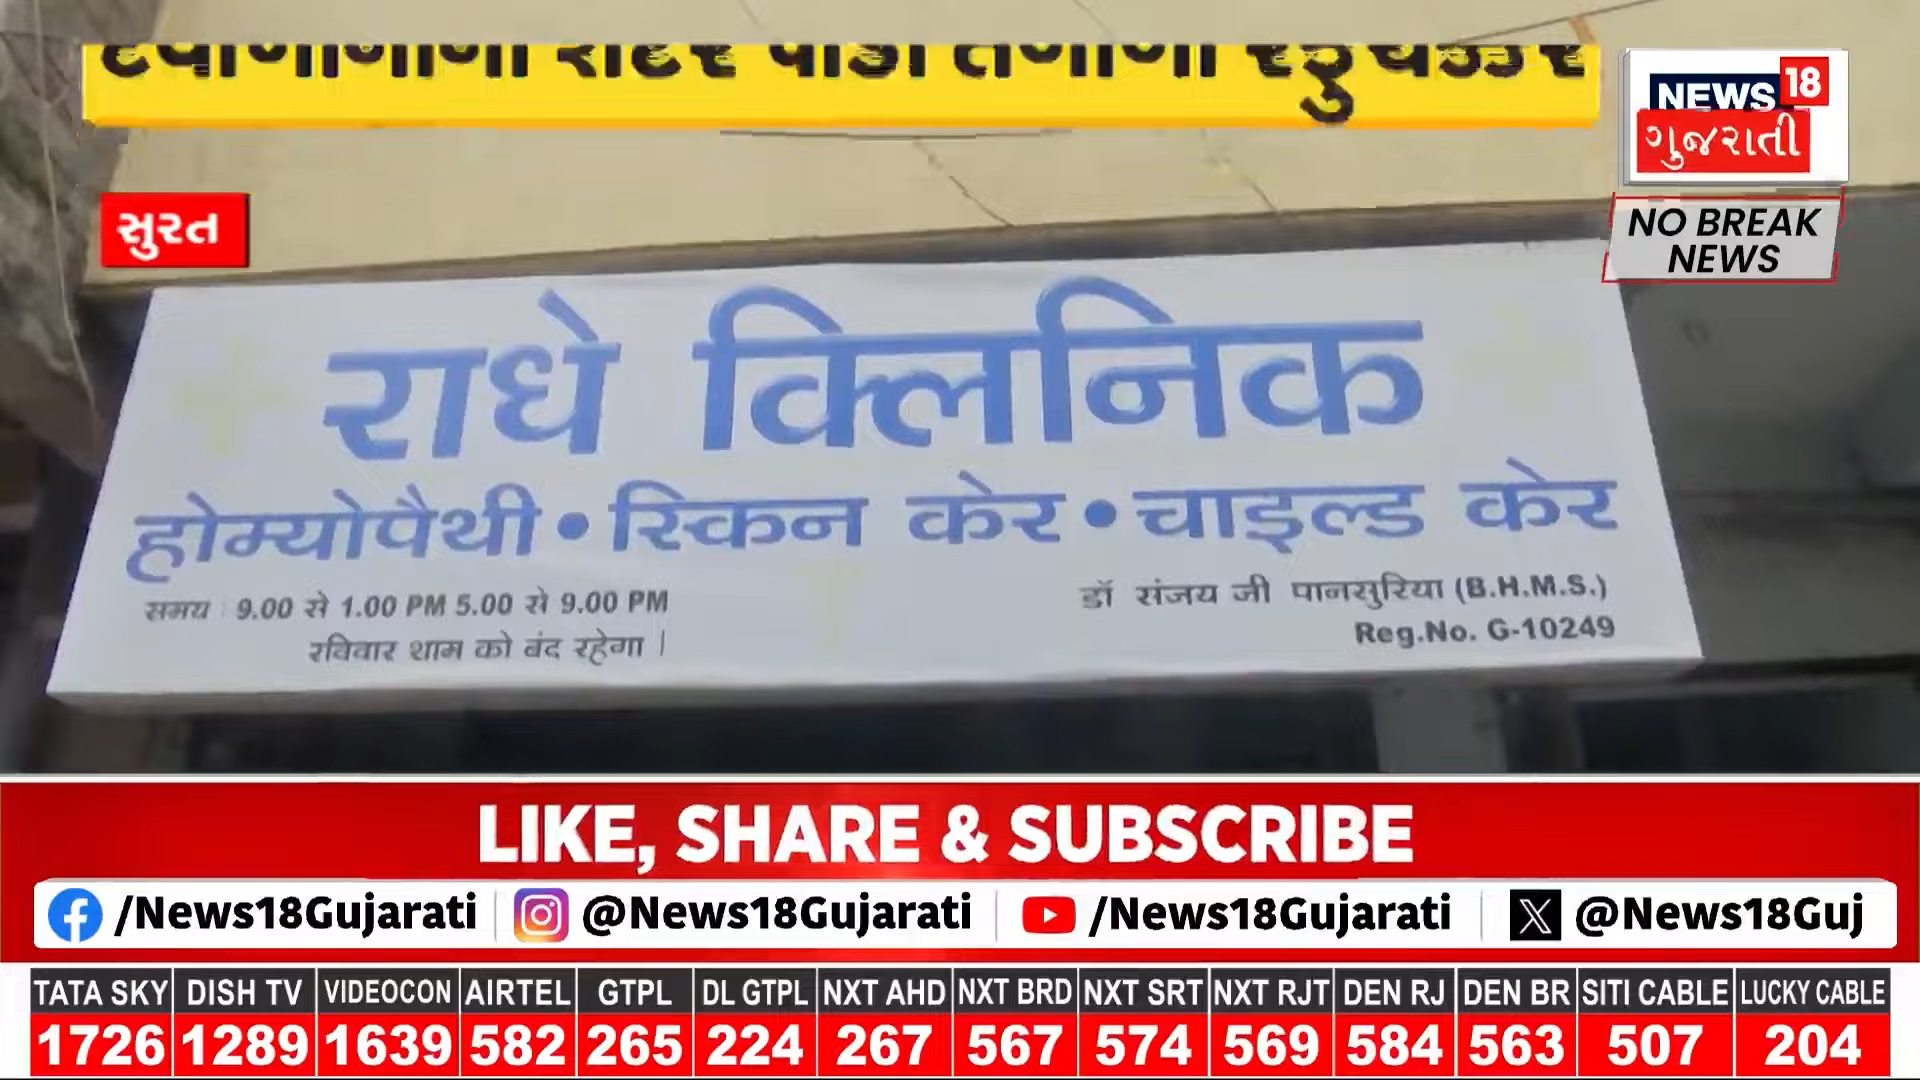 NEWS 18
ગુજરાતી
NO BREAK
NEWS
સુરત
राधे क्लिनिक
होम्योपैथी • स्किन केर • चाइल्ड केर
समय : 9.00 से 1.00 PM 5.00 से 9.00 PM
रविवार शाम को बंद रहेगा |
डॉ संजय जी पानसुरिया (B.H.M.S.)
Reg.No. G-10249
LIKE, SHARE & SUBSCRIBE
/News18Gujarati @News18Gujarati /News18Gujarati @News18Guj
TATA SKY DISH TV VIDEOCON AIRTEL GTPL DL GTPL NXT AHD NXT BRD NXT SRT NXT RJT DEN RJ DEN BR SITI CABLE LUCKY CABLE
1726 1289 1639 582 265 224 267 567 574 569 584 563 507 204